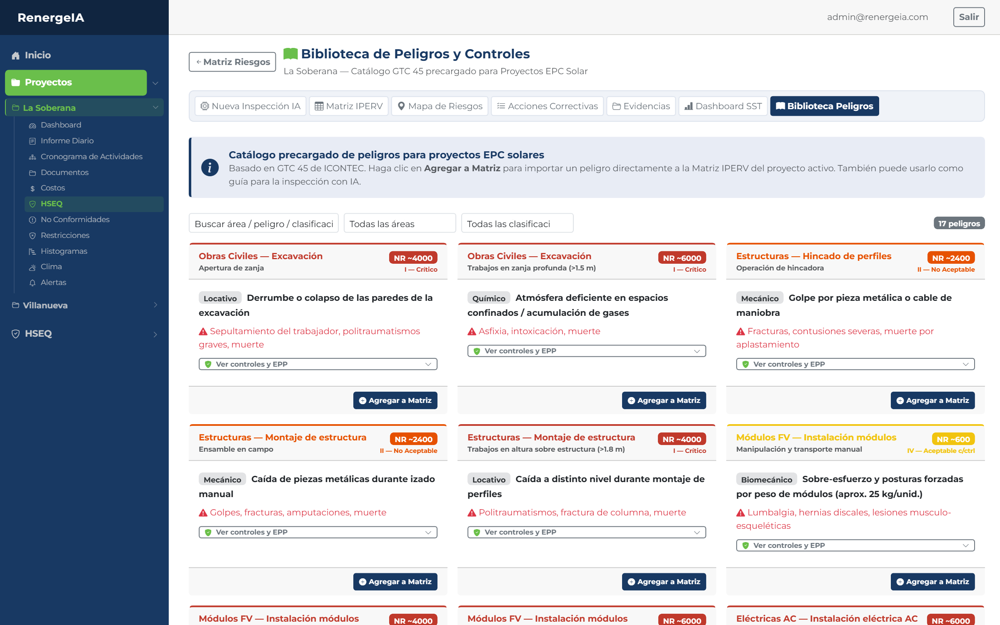 RenergeIA
admin@renergeia.com
Salir
Inicio
Proyectos
La Soberana
Dashboard
Informe Diario
Cronograma de Actividades
Documentos
Costos
HSEQ
No Conformidades
Restricciones
Histogramas
Clima
Alertas
Villanueva
HSEQ
Matriz Riesgos
Biblioteca de Peligros y Controles
La Soberana — Catálogo GTC 45 precargado para Proyectos EPC Solar
Nueva Inspección IA
Matriz IPERV
Mapa de Riesgos
Acciones Correctivas
Evidencias
Dashboard SST
Biblioteca Peligros
Catálogo precargado de peligros para proyectos EPC solares
Basado en GTC 45 de ICONTEC. Haga clic en Agregar a Matriz para importar un peligro directamente a la Matriz IPERV del proyecto activo. También puede usarlo como
guía para la inspección con IA.
Buscar área / peligro / clasificaci
Todas las áreas
Todas las clasificaci
17 peligros
Obras Civiles — Excavación
NR ~4000
Apertura de zanja
I — Crítico
Locativo Derrumbe o colapso de las paredes de la
excavación
Sepultamiento del trabajador, politraumatismos
graves, muerte
Ver controles y EPP
Agregar a Matriz
Obras Civiles — Excavación
NR ~6000
Trabajos en zanja profunda (>1.5 m)
I — Crítico
Químico Atmósfera deficiente en espacios
confinados / acumulación de gases
Asfixia, intoxicación, muerte
Ver controles y EPP
Agregar a Matriz
Estructuras — Hincado de perfiles
NR ~2400
Operación de hincadora
II — No Aceptable
Mecánico Golpe por pieza metálica o cable de
maniobra
Fracturas, contusiones severas, muerte por
aplastamiento
Ver controles y EPP
Agregar a Matriz
Estructuras — Montaje de estructura
NR ~2400
Ensamble en campo
II — No Aceptable
Mecánico Caída de piezas metálicas durante izado
manual
Golpes, fracturas, amputaciones, muerte
Ver controles y EPP
Agregar a Matriz
Estructuras — Montaje de estructura
NR ~4000
Trabajos en altura sobre estructura (>1.8 m)
I — Crítico
Locativo Caída a distinto nivel durante montaje de
perfiles
Politraumatismos, fractura de columna, muerte
Ver controles y EPP
Agregar a Matriz
Módulos FV — Instalación módulos
NR ~600
Manipulación y transporte manual
IV — Aceptable c/ctrl
Biomecánico Sobre-esfuerzo y posturas forzadas
por peso de módulos (aprox. 25 kg/unid.)
Lumbalgia, hernias discales, lesiones musculo-
esqueléticas
Ver controles y EPP
Agregar a Matriz
Módulos FV — Instalación módulos
NR ~4000
Módulos FV — Instalación módulos
NR ~6000
Eléctricas AC — Instalación eléctrica AC
NR ~6000